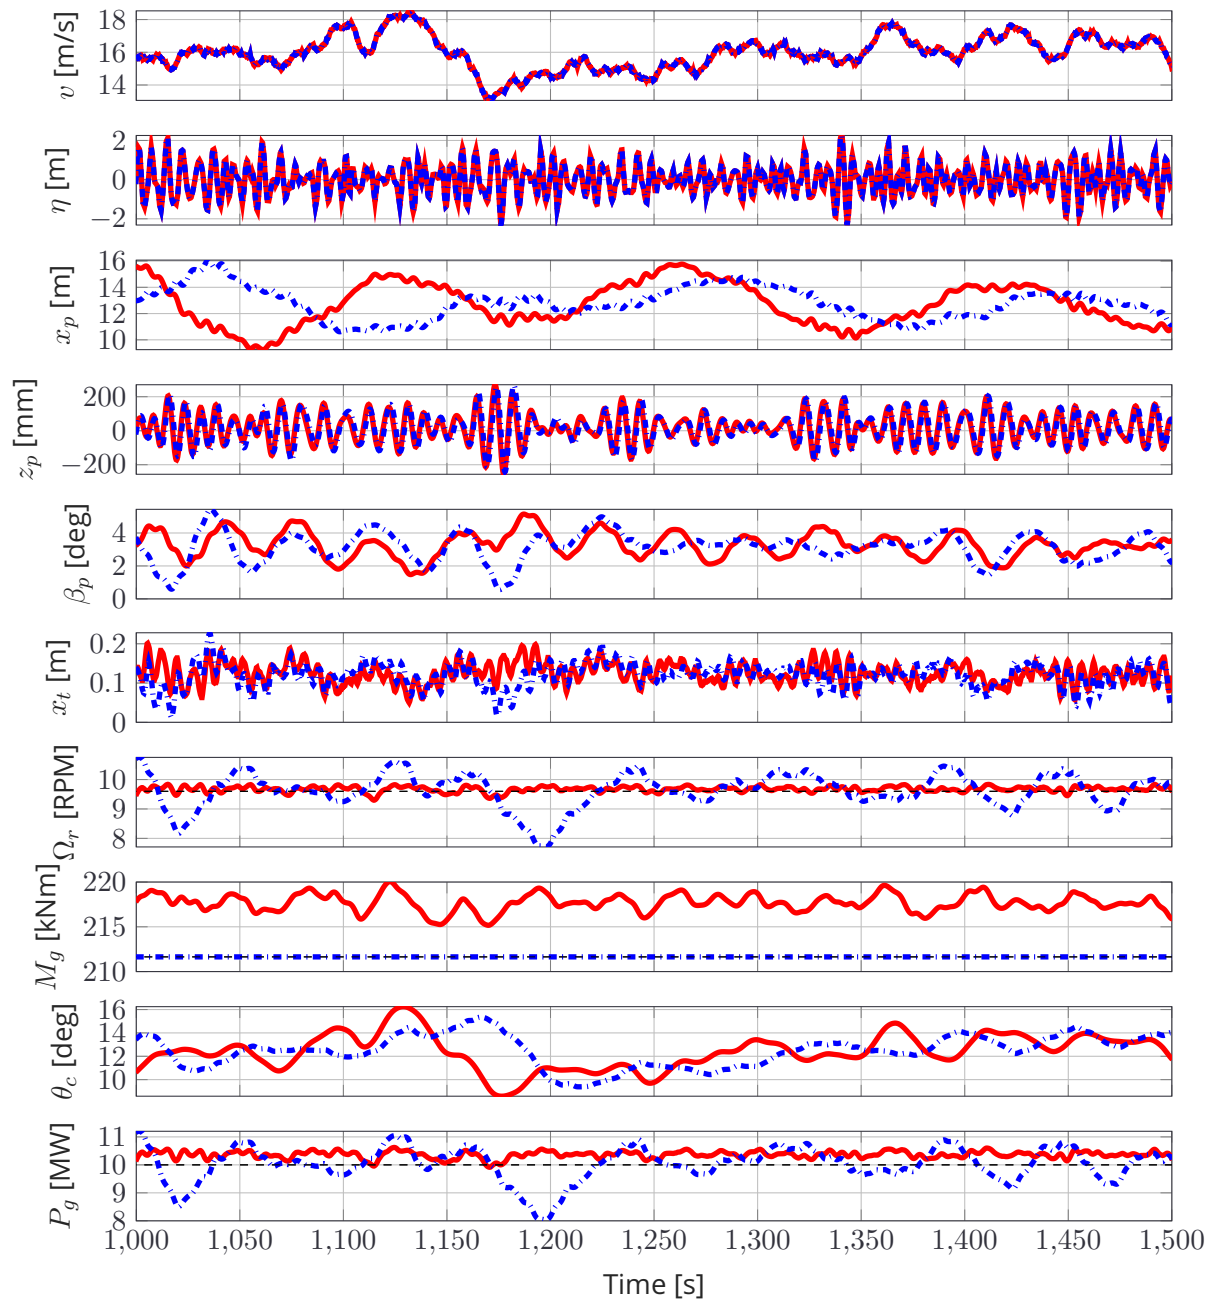 18
16
14
v [m/s]
2
0
−2
η [m]
16
14
12
10
x_p [m]
200
0
−200
z_p [mm]
4
2
0
β_p [deg]
0.2
0.1
0
x_t [m]
10
9
8
Ω_r [RPM]
220
215
210
M_g [kNm]
16
14
12
10
θ_c [deg]
11
10
9
8
P_g [MW]
1,000 1,050 1,100 1,150 1,200 1,250 1,300 1,350 1,400 1,450 1,500
Time [s]